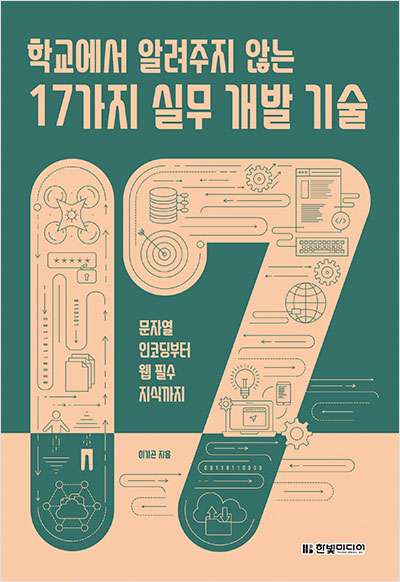 학교에서 알려주지 않는
17가지 실무 개발 기술
17
문자열
인코딩부터
웹 필수
지식까지
이기곤 지음
한빛미디어